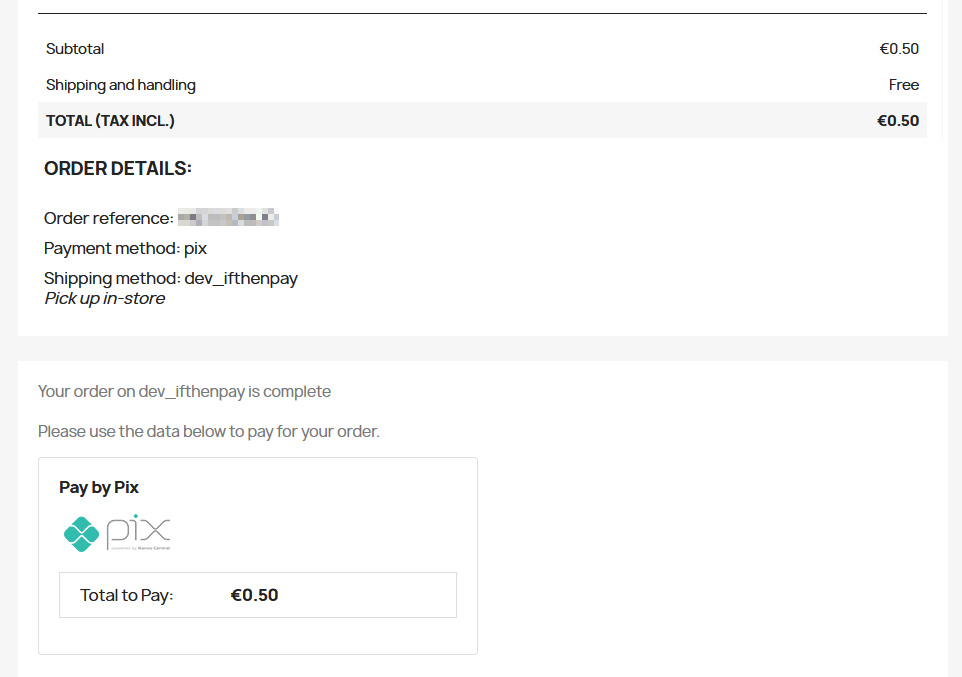 Subtotal €0.50
Shipping and handling Free
TOTAL (TAX INCL.) €0.50
ORDER DETAILS:
Order reference:
Payment method: pix
Shipping method: dev_ifthenpay
Pick up in-store
Your order on dev_ifthenpay is complete
Please use the data below to pay for your order.
Pay by Pix
pix
powered by Banco Central
Total to Pay: €0.50